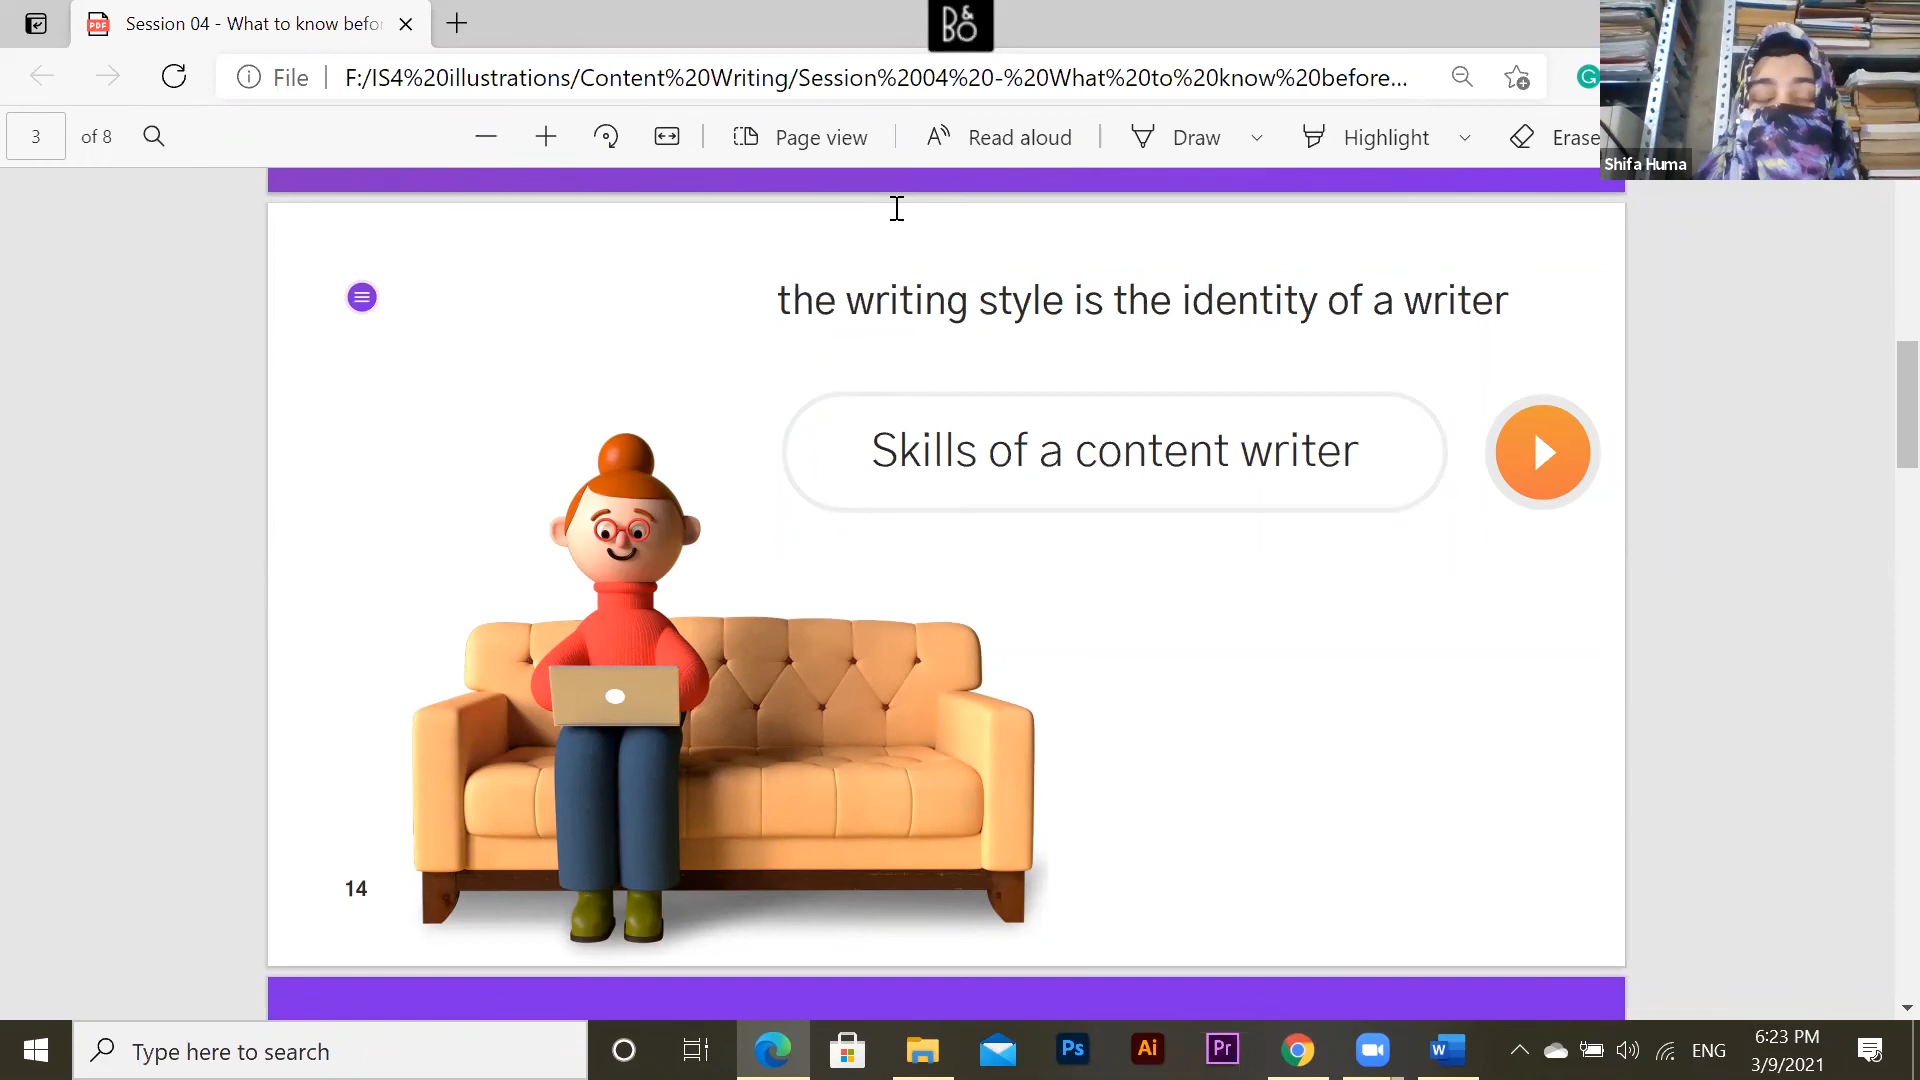 Session 04 - What to know befor
B&O
File
F:/IS4%20illustrations/Content%20Writing/Session%2004%20-%20What%20to%20know%20before...
G
3 of 8
Page view
Read aloud
Draw
Highlight
Erase
Shifa Huma
the writing style is the identity of a writer
Skills of a content writer
14
Type here to search
Ps
Ai
Pr
W
ENG
6:23 PM
3/9/2021